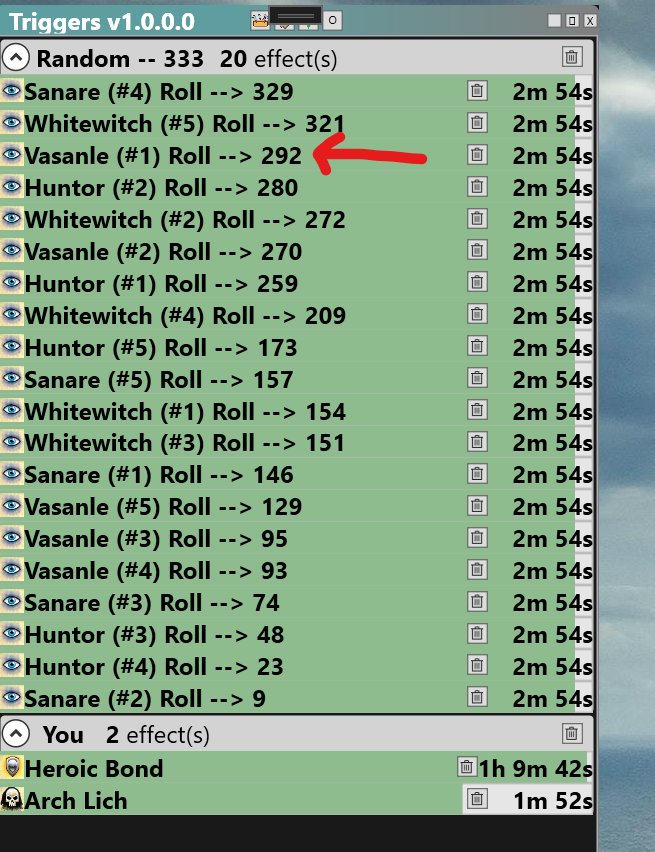 Triggers v1.0.0.0
Random -- 333 20 effect(s)
Sanare (#4) Roll --> 329 2m 54s
Whitewitch (#5) Roll --> 321 2m 54s
Vasanle (#1) Roll --> 292 2m 54s
Huntor (#2) Roll --> 280 2m 54s
Whitewitch (#2) Roll --> 272 2m 54s
Vasanle (#2) Roll --> 270 2m 54s
Huntor (#1) Roll --> 259 2m 54s
Whitewitch (#4) Roll --> 209 2m 54s
Huntor (#5) Roll --> 173 2m 54s
Sanare (#5) Roll --> 157 2m 54s
Whitewitch (#1) Roll --> 154 2m 54s
Whitewitch (#3) Roll --> 151 2m 54s
Sanare (#1) Roll --> 146 2m 54s
Vasanle (#5) Roll --> 129 2m 54s
Vasanle (#3) Roll --> 95 2m 54s
Vasanle (#4) Roll --> 93 2m 54s
Sanare (#3) Roll --> 74 2m 54s
Huntor (#3) Roll --> 48 2m 54s
Huntor (#4) Roll --> 23 2m 54s
Sanare (#2) Roll --> 9 2m 54s
You 2 effect(s)
Heroic Bond 1h 9m 42s
Arch Lich 1m 52s